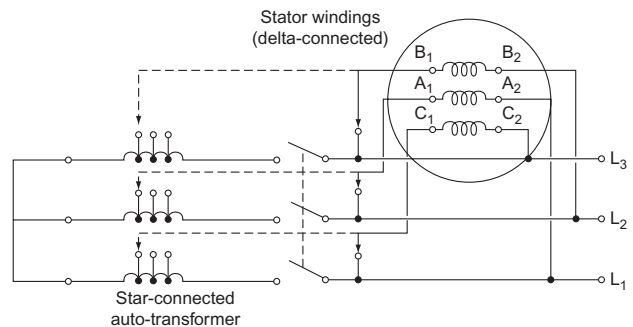 Stator windings
(delta-connected)
B₁ B₂
A₁ A₂
C₁ C₂
L₃
L₂
L₁
Star-connected
auto-transformer